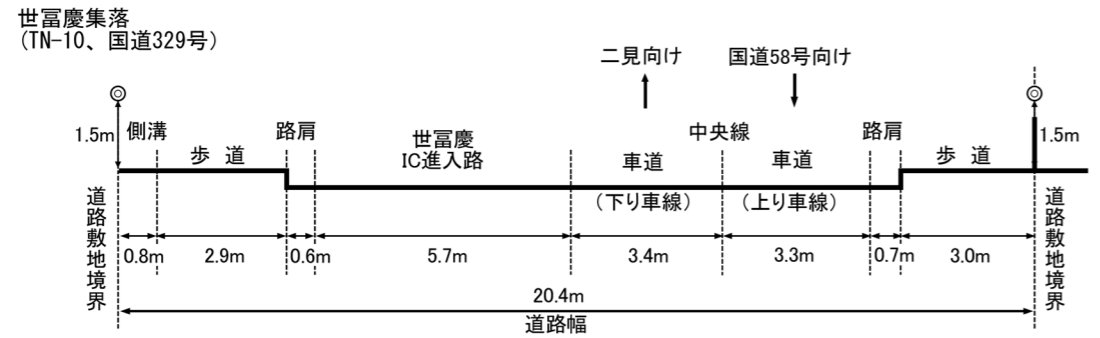 世冨慶集落
(TN-10、国道329号)
二見向け
国道58号向け
1.5m
側溝
歩道
路肩
世冨慶
IC進入路
車道
(下り車線)
中央線
車道
(上り車線)
路肩
歩道
1.5m
道路敷地境界
道路敷地境界
0.8m
2.9m
0.6m
5.7m
3.4m
3.3m
0.7m
3.0m
20.4m
道路幅